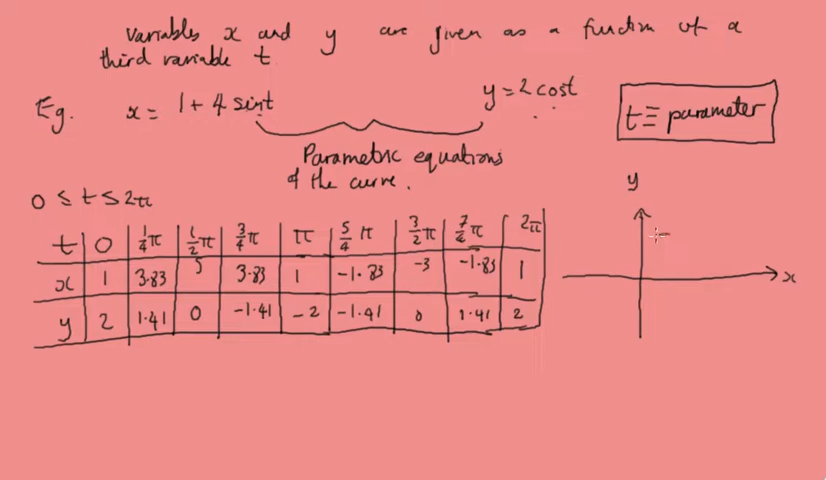 variables x and y are given as a function of a
third variable t
Eg. x = 1 + 4 sint y = 2 cost
t ≡ parameter
Parametric equations
of the curve.
0 ≤ t ≤ 2π
t 0 1/4π 1/2π 3/4π π 5/4π 3/2π 7/4π 2π
x 1 3.83 5 3.83 1 -1.83 -3 -1.83 1
y 2 1.41 0 -1.41 -2 -1.41 0 1.41 2
y
x